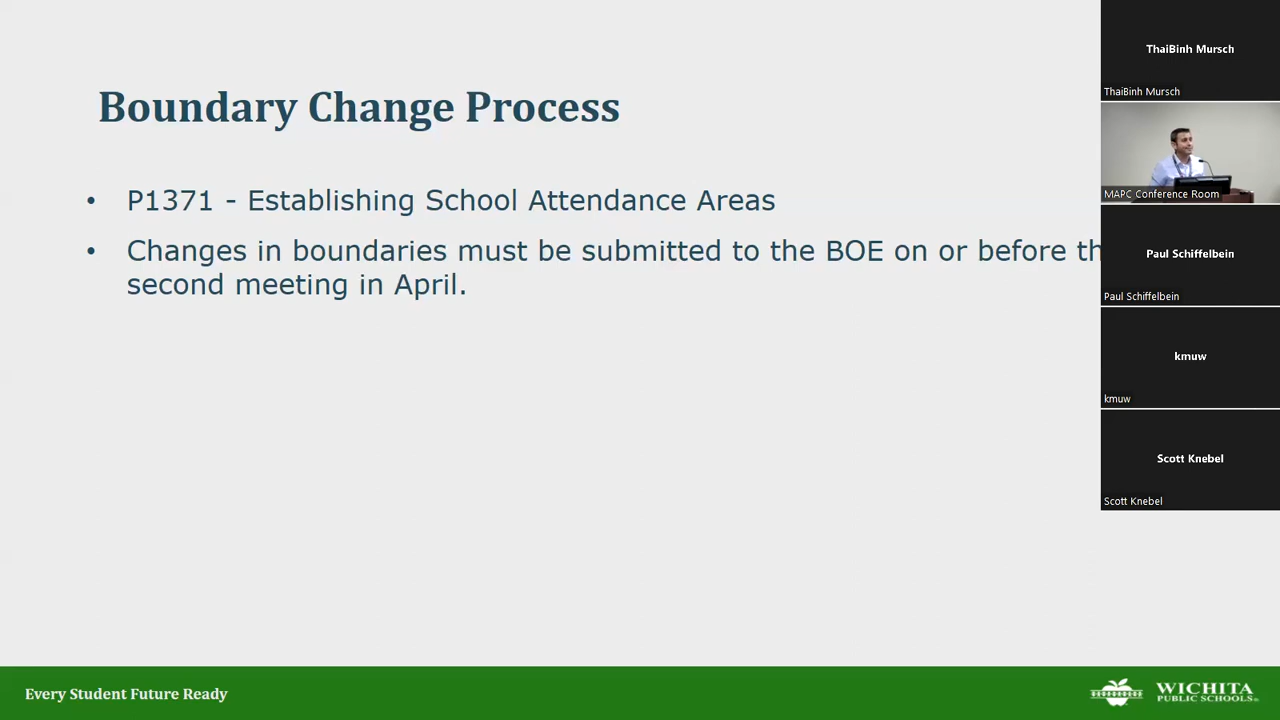 Boundary Change Process
• P1371 - Establishing School Attendance Areas
• Changes in boundaries must be submitted to the BOE on or before th
second meeting in April.
Every Student Future Ready
WICHITA
PUBLIC SCHOOLS
ThaiBinh Mursch
ThaiBinh Mursch
MAPC Conference Room
Paul Schiffelbein
Paul Schiffelbein
kmuw
kmuw
Scott Knebel
Scott Knebel